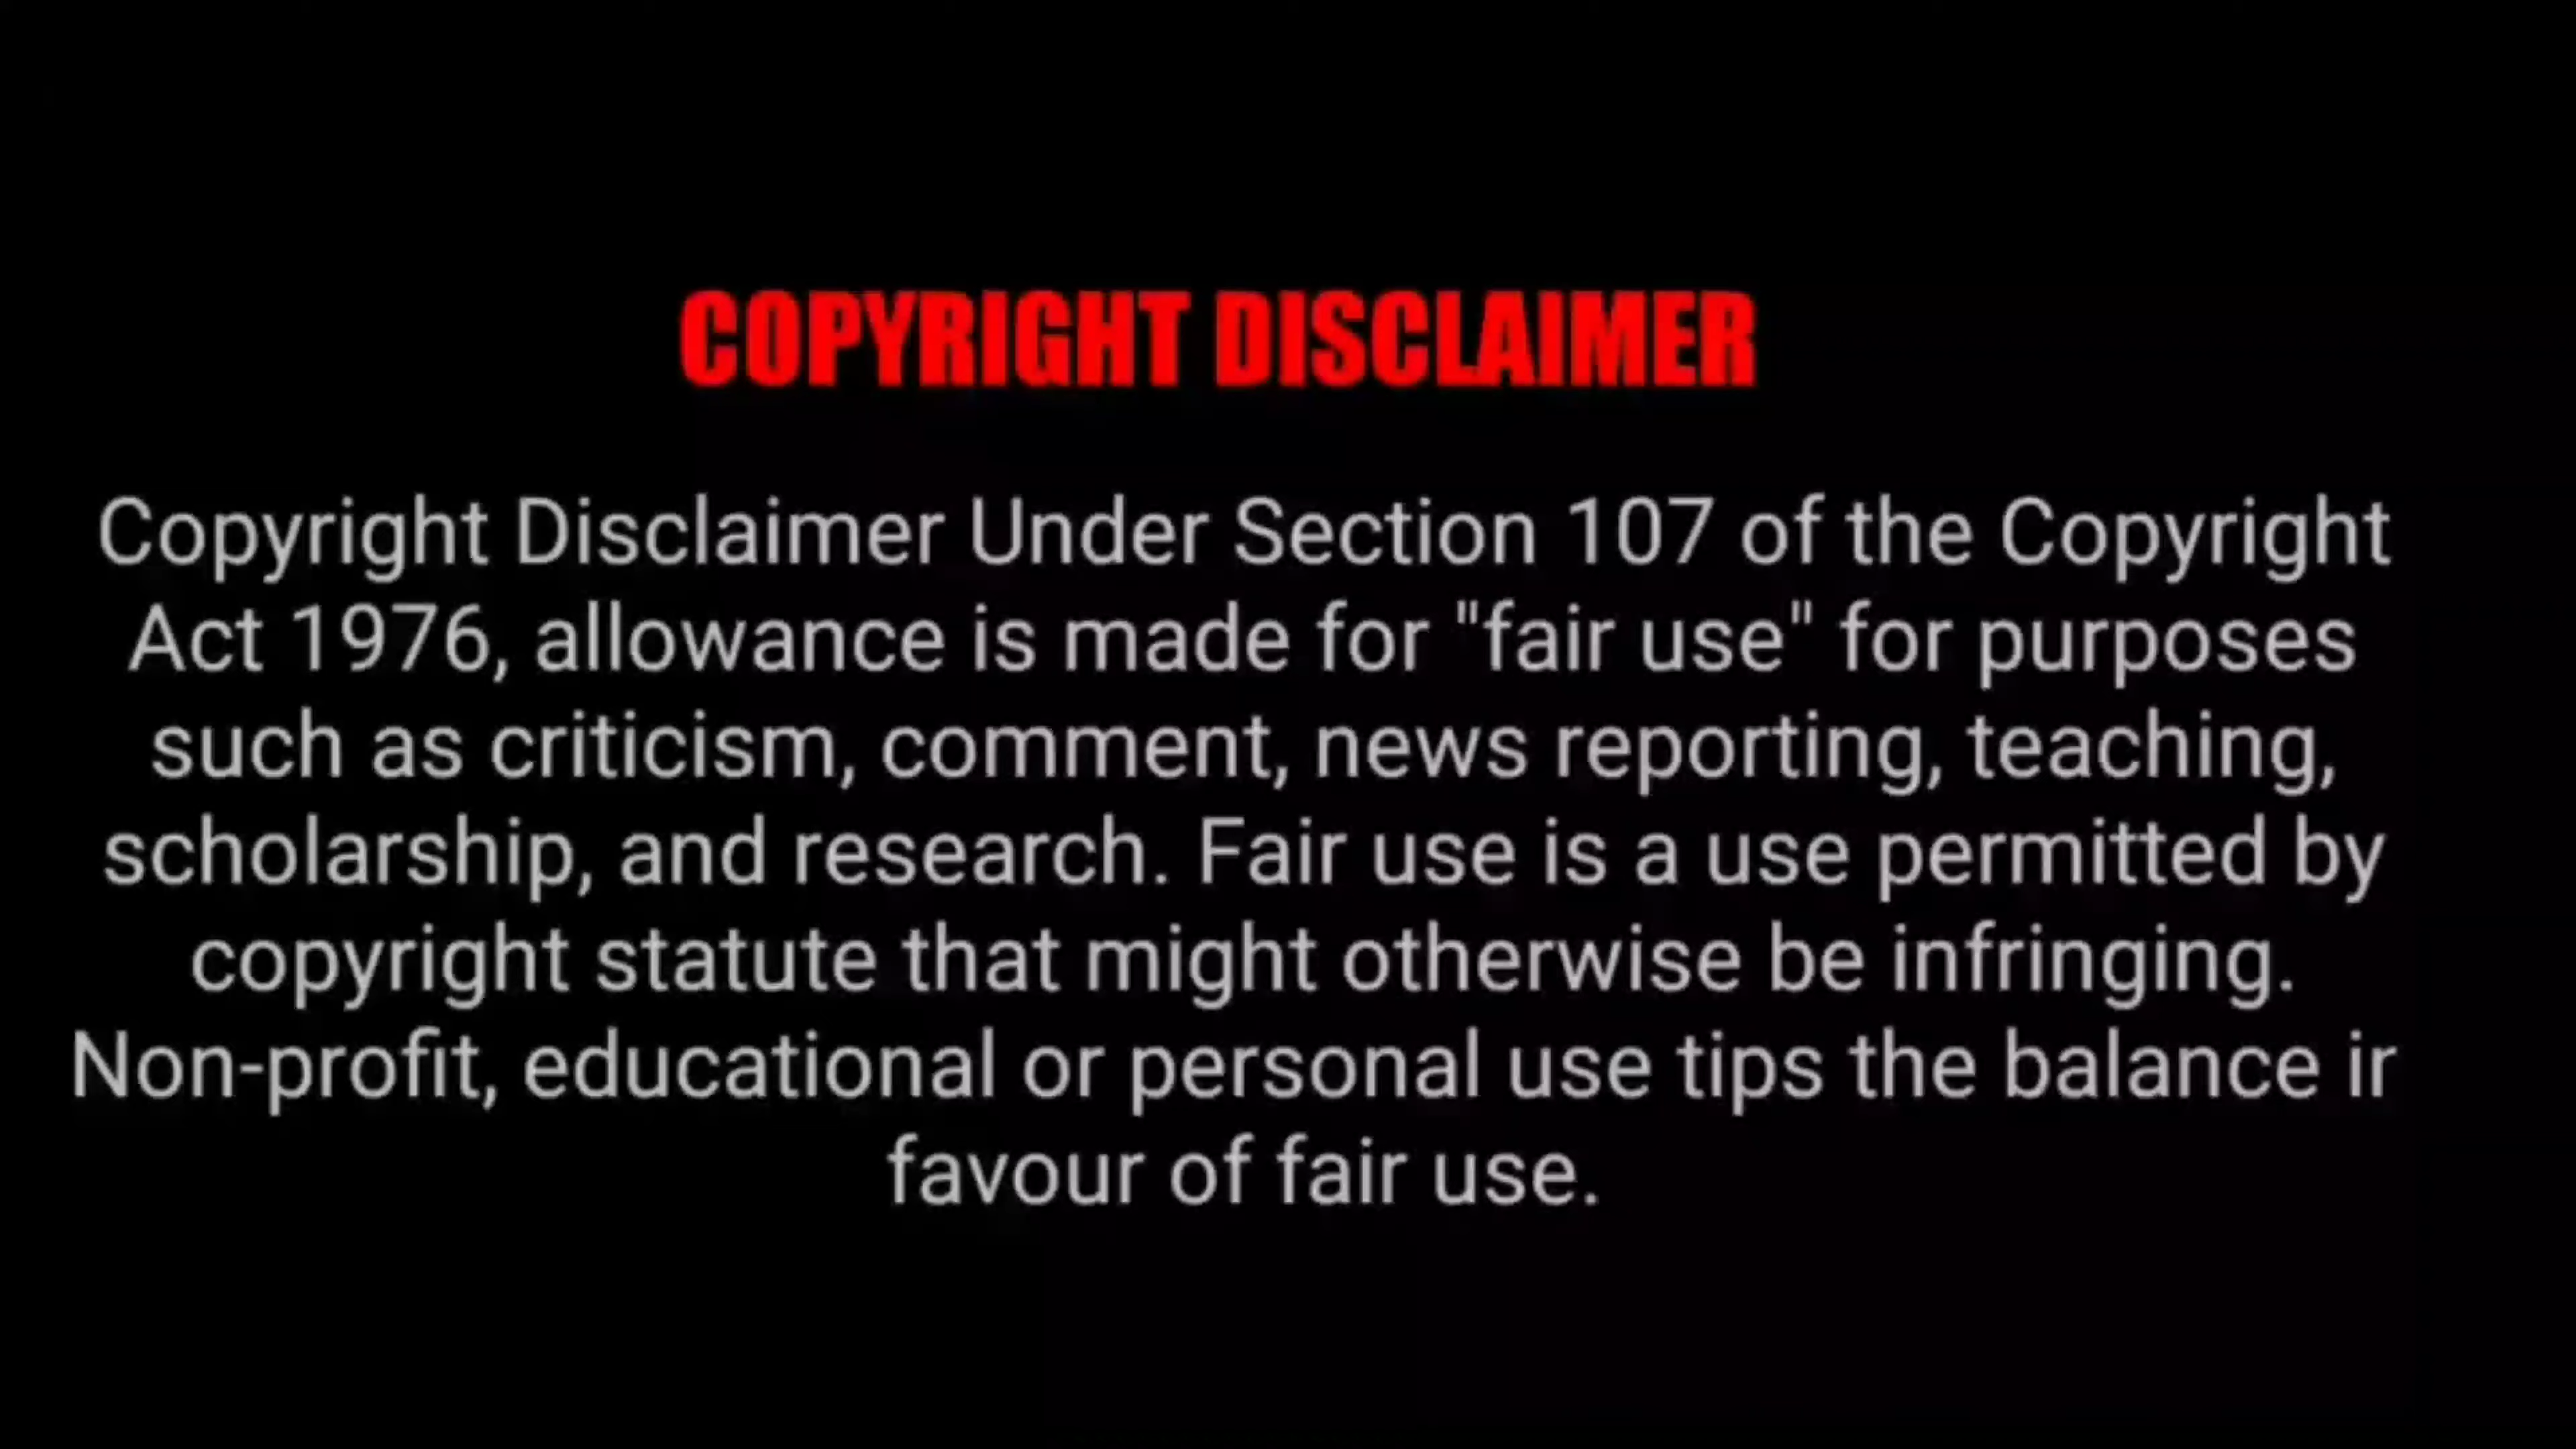 COPYRIGHT DISCLAIMER
Copyright Disclaimer Under Section 107 of the Copyright
Act 1976, allowance is made for "fair use" for purposes
such as criticism, comment, news reporting, teaching,
scholarship, and research. Fair use is a use permitted by
copyright statute that might otherwise be infringing.
Non-profit, educational or personal use tips the balance ir
favour of fair use.